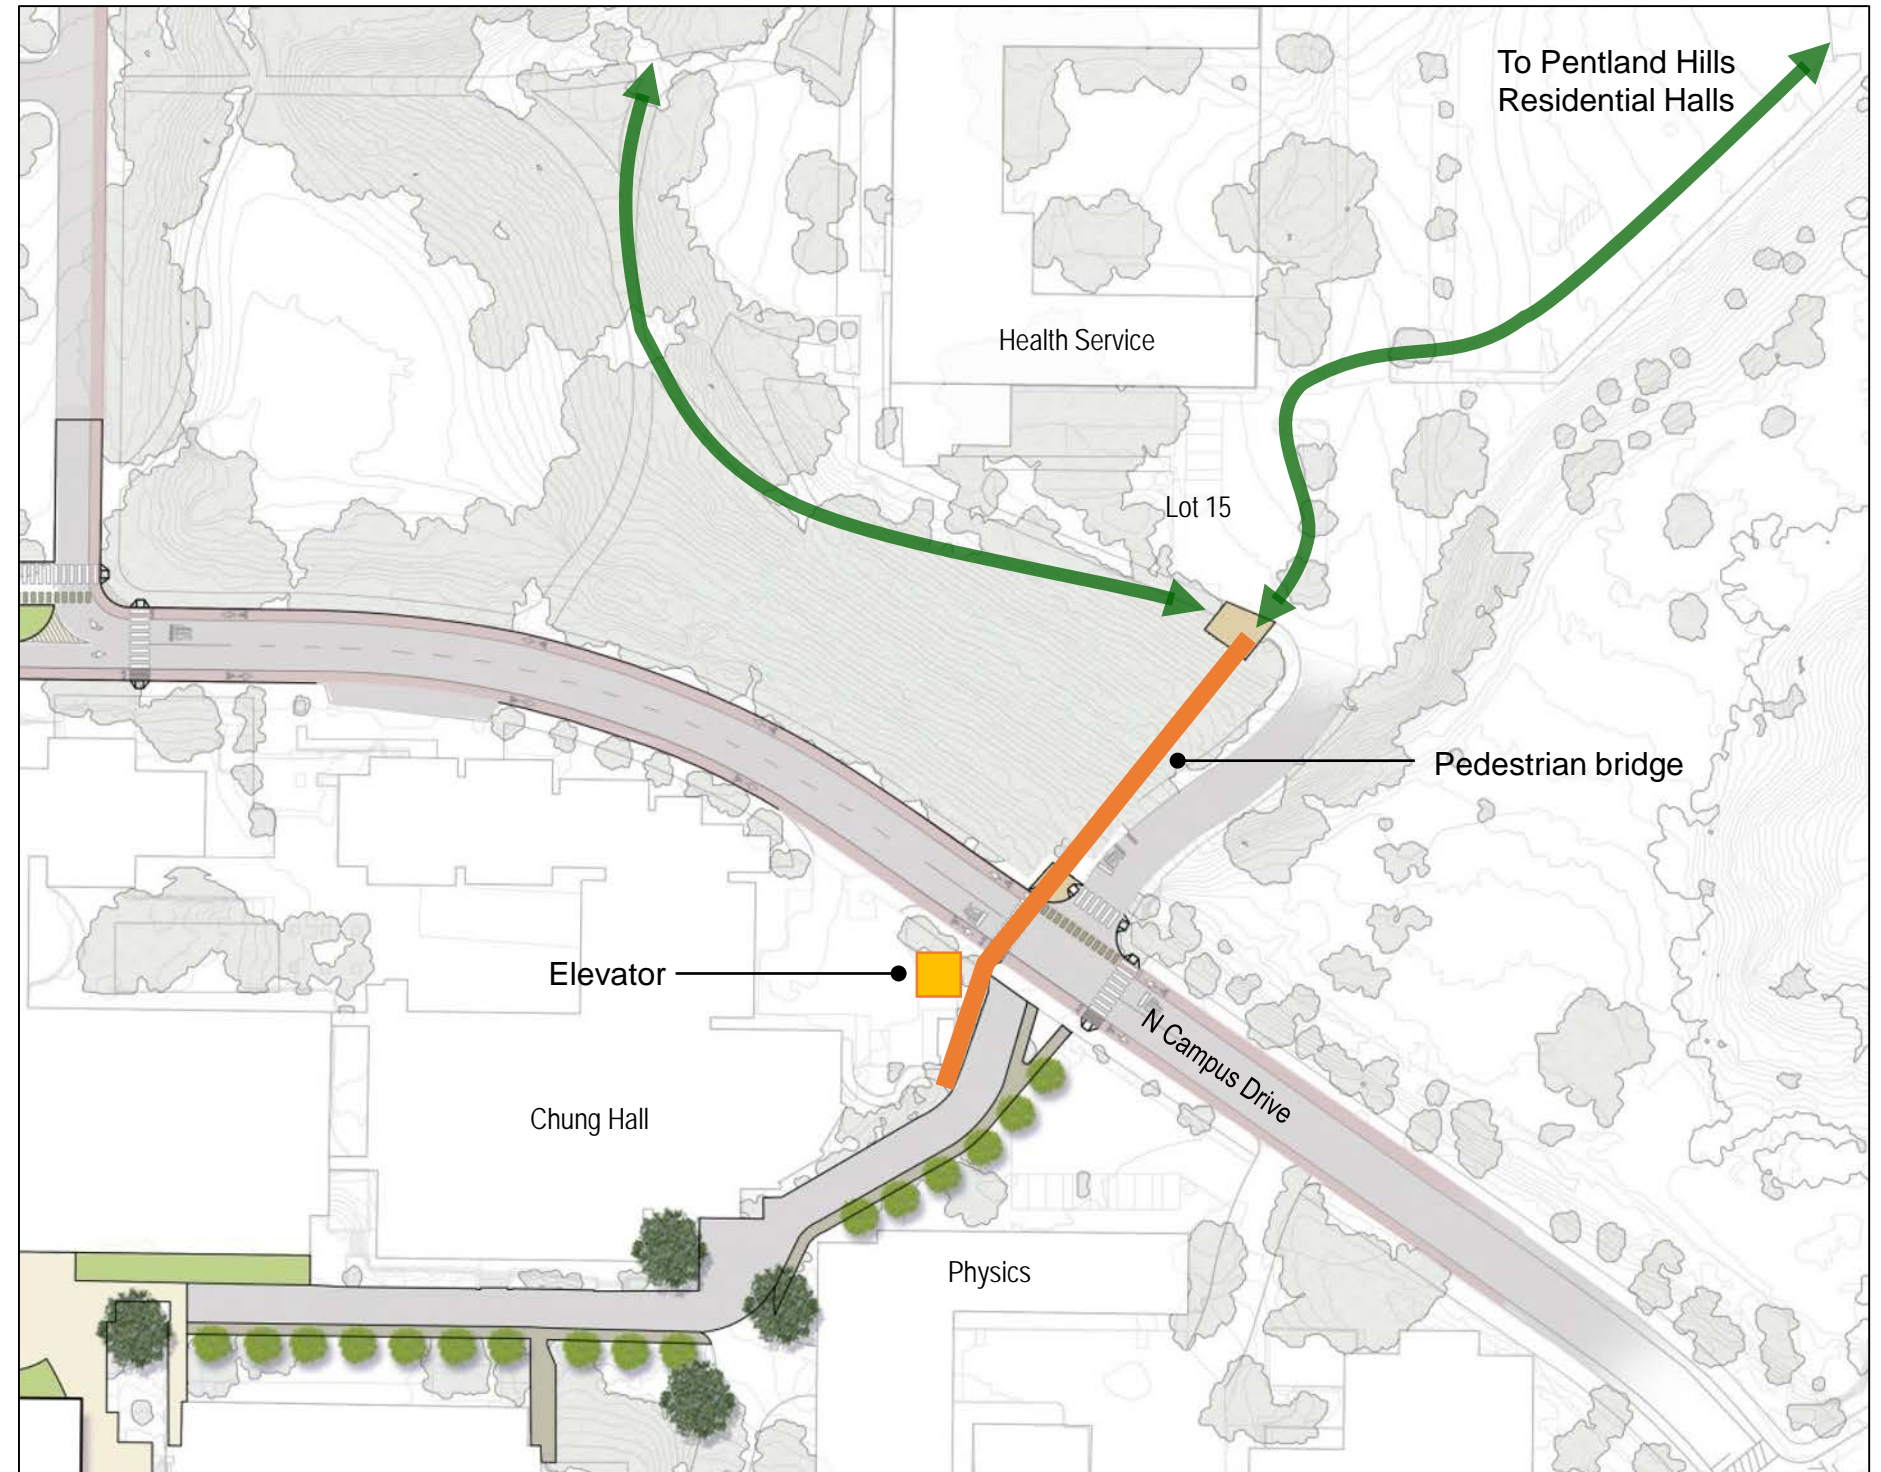 To Pentland Hills
Residential Halls
Health Service
Lot 15
Pedestrian bridge
Elevator
N Campus Drive
Chung Hall
Physics